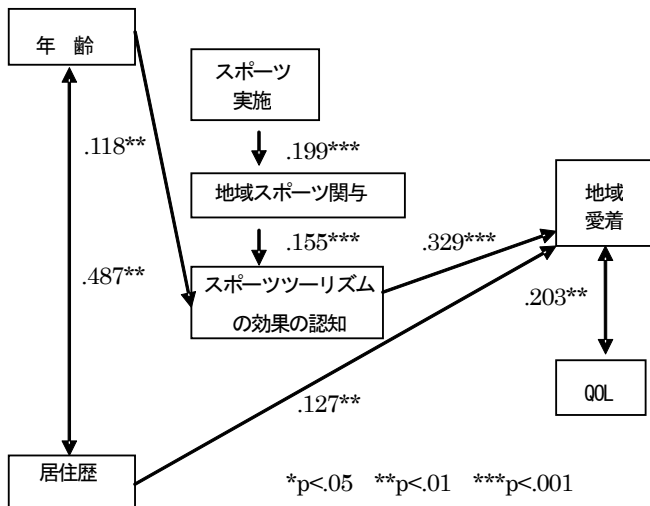 年　齢
スポーツ
実施
.118**
.199***
地域スポーツ関与
地域
愛着
.155***
.329***
.487**
スポーツツーリズム
の効果の認知
.203**
.127**
QOL
居住歴
*p<.05　**p<.01　***p<.001